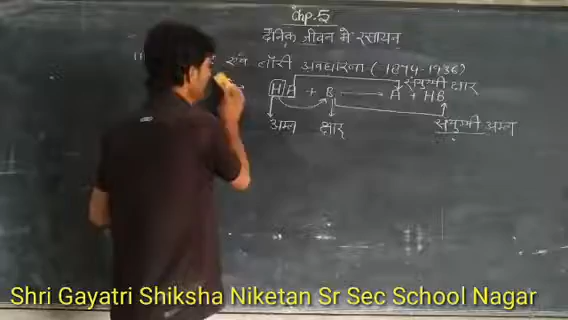 Chp-5
दैनिक जीवन में रसायन
एवं लॉरी अवधारणा (-1874-1936)
संयुग्मी क्षार
HA + B → A + HB
अम्ल क्षार संयुग्मी अम्ल
Shri Gayatri Shiksha Niketan Sr Sec School Nagar